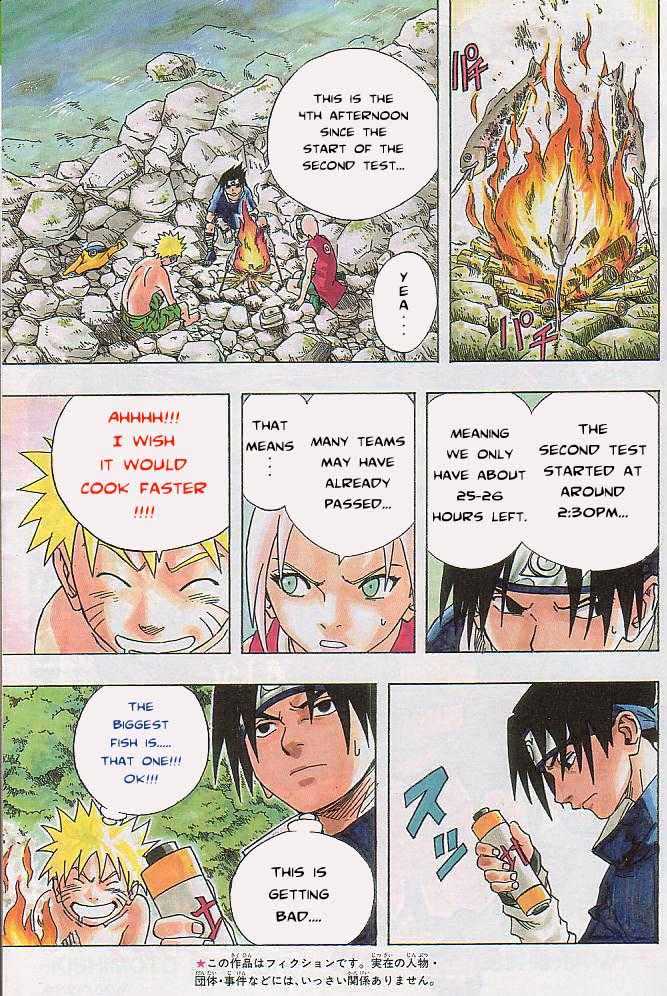 パチ
パチ
THIS IS THE
4TH AFTERNOON
SINCE THE
START OF THE
SECOND TEST...
YEA...
THE
SECOND TEST
STARTED AT
AROUND
2:30PM...
MEANING
WE ONLY
HAVE ABOUT
25-26
HOURS LEFT.
MANY TEAMS
MAY HAVE
ALREADY
PASSED...
THAT
MEANS
...
AHHHH!!!
I WISH
IT WOULD
COOK FASTER
!!!!
スッ
THE
BIGGEST
FISH IS.....
THAT ONE!!!
OK!!!
THIS IS
GETTING
BAD....
★この作品はフィクションです。実在の人物・
団体・事件などには、いっさい関係ありません。